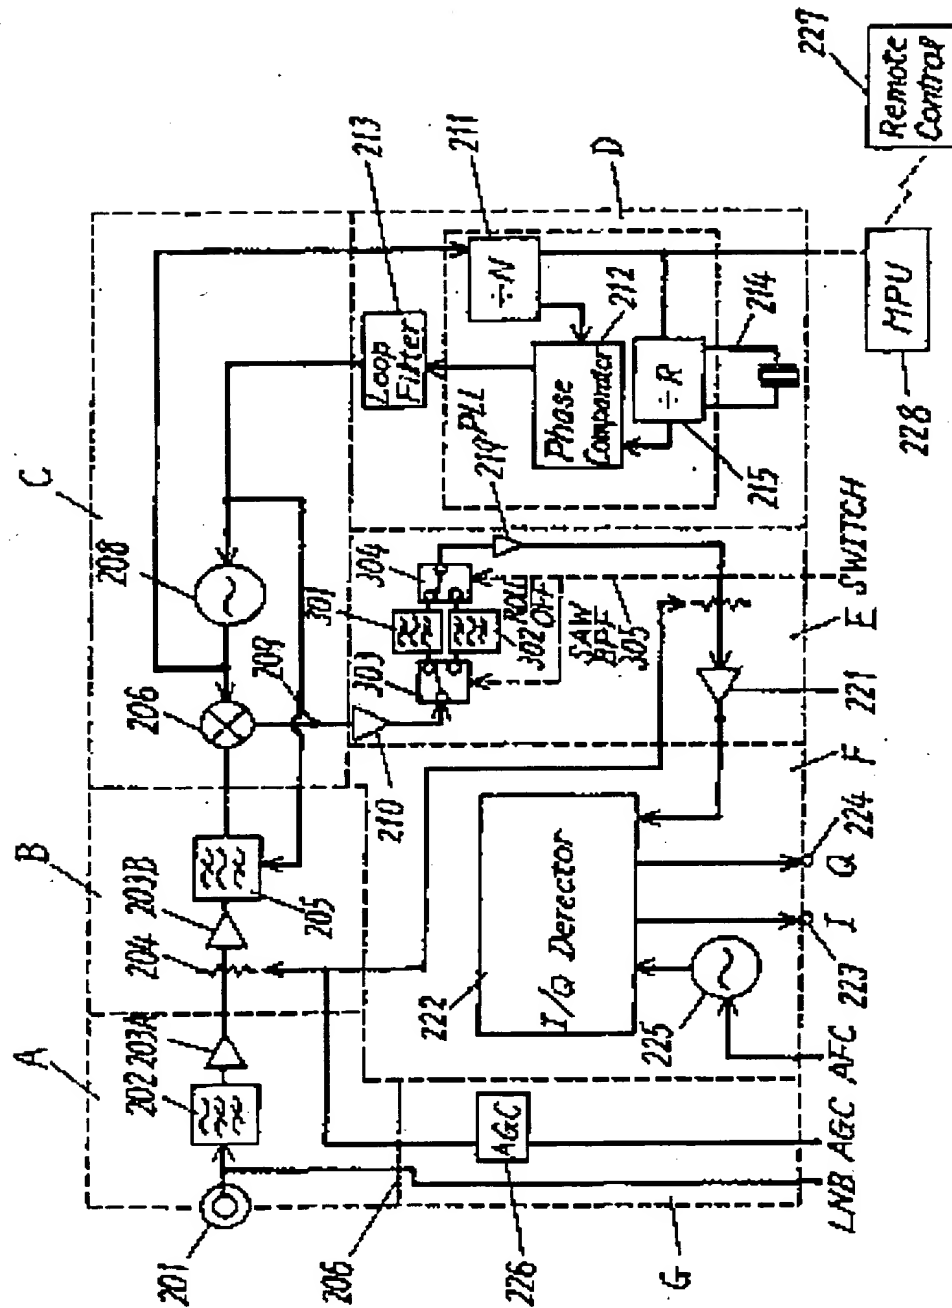 A
B
C
201
202
203A
204
203B
205
206
208
209
301
213
Loop
Filter
211
÷N
D
212
Phase
Comparator
PLL
219
÷R
214
215
227
Remote
Control
MPU
228
210
303
304
302
ROLL
OFF
SAW
BPF
305
SWITCH
E
221
F
222
I/Q Derector
224
Q
I
223
225
AFC
AGC
226
AGC
LNB
206
G